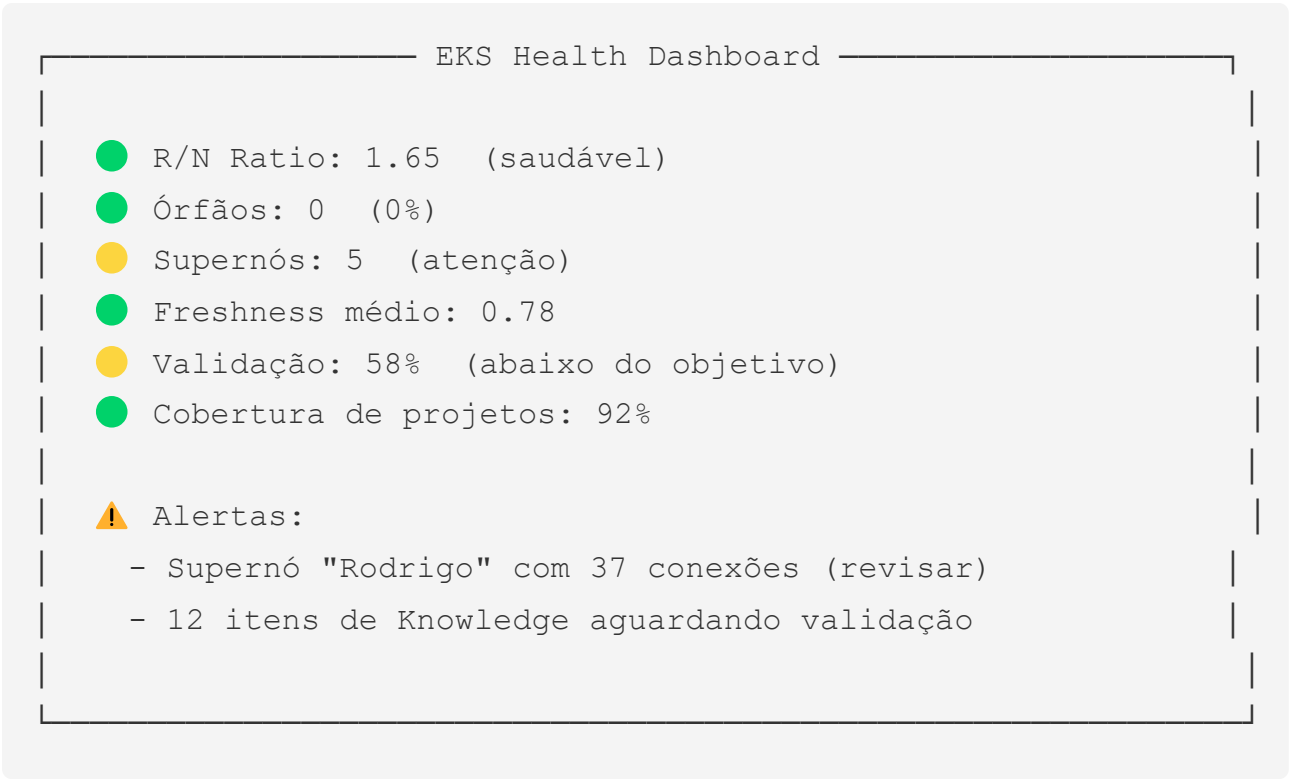 EKS Health Dashboard
R/N Ratio: 1.65 (saudável)
Órfãos: 0 (0%)
Supernós: 5 (atenção)
Freshness médio: 0.78
Validação: 58% (abaixo do objetivo)
Cobertura de projetos: 92%
Alertas:
- Supernó "Rodrigo" com 37 conexões (revisar)
- 12 itens de Knowledge aguardando validação